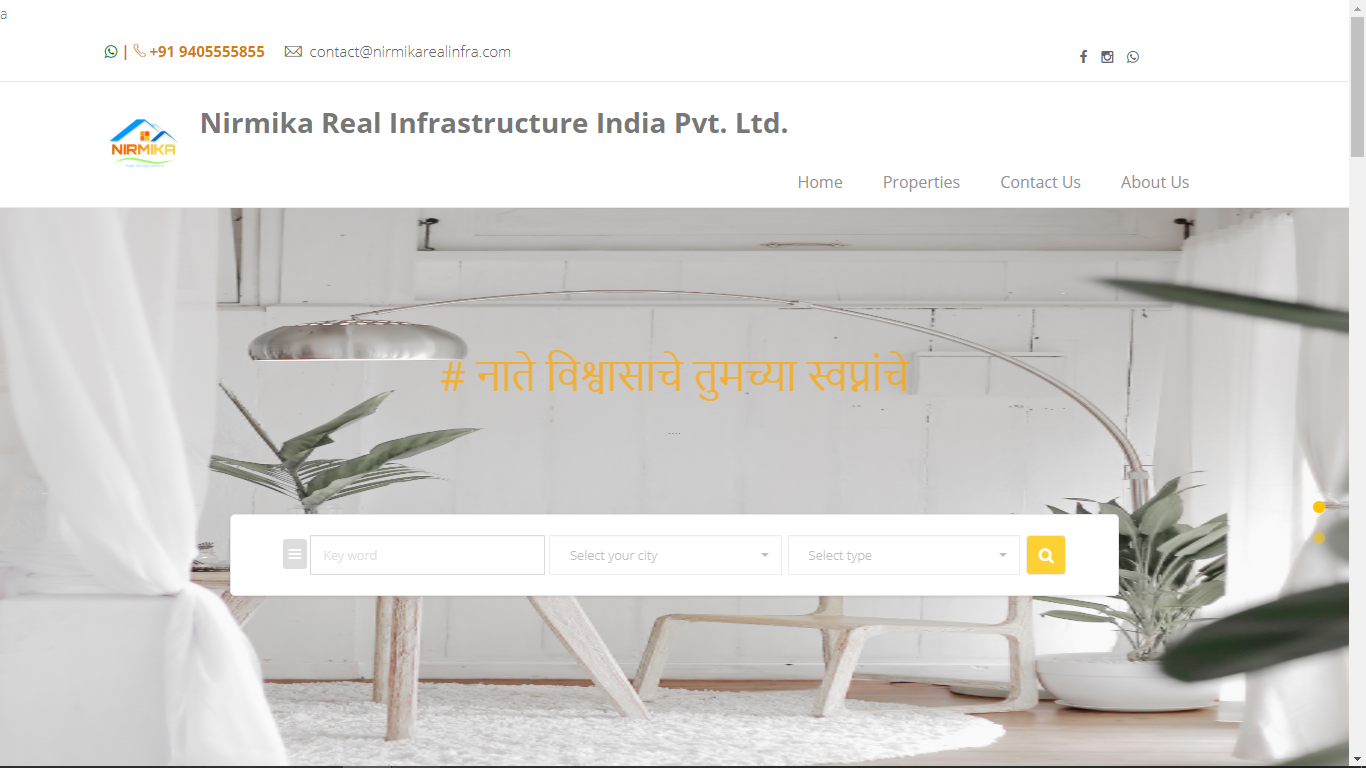 a
| +91 9405555855 contact@nirmikarealinfra.com
Nirmika Real Infrastructure India Pvt. Ltd.
NIRMIKA
Home Properties Contact Us About Us
# नाते विश्वासाचे तुमच्या स्वप्नांचे
....
Key word Select your city Select type